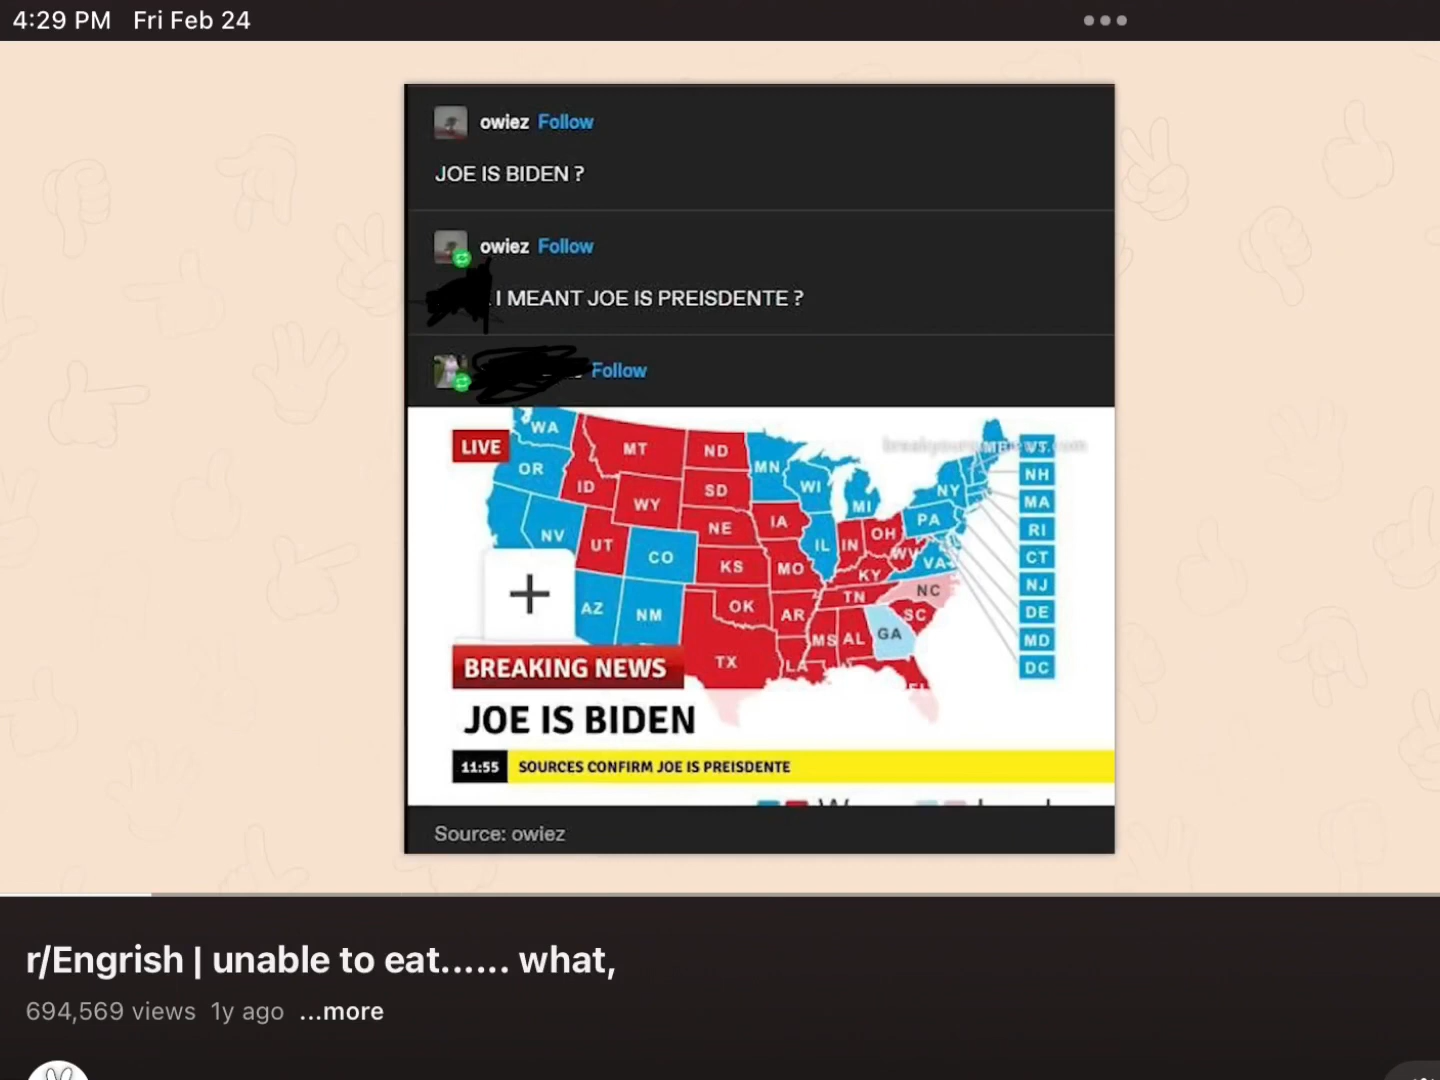 4:29 PM Fri Feb 24
owiez Follow
JOE IS BIDEN ?
owiez Follow
I MEANT JOE IS PREISDENTE ?
Follow
LIVE
WA
MT
ND
MN
VT
OR
ID
SD
WI
NH
WY
MI
NY
MA
NV
UT
NE
IA
IL
IN
OH
PA
RI
CO
KS
MO
WV
VA
CT
KY
NJ
+
AZ
NM
OK
AR
TN
NC
DE
SC
MS
AL
GA
MD
TX
LA
DC
FL
BREAKING NEWS
JOE IS BIDEN
11:55 SOURCES CONFIRM JOE IS PREISDENTE
Source: owiez
r/Engrish | unable to eat...... what,
694,569 views 1y ago ...more